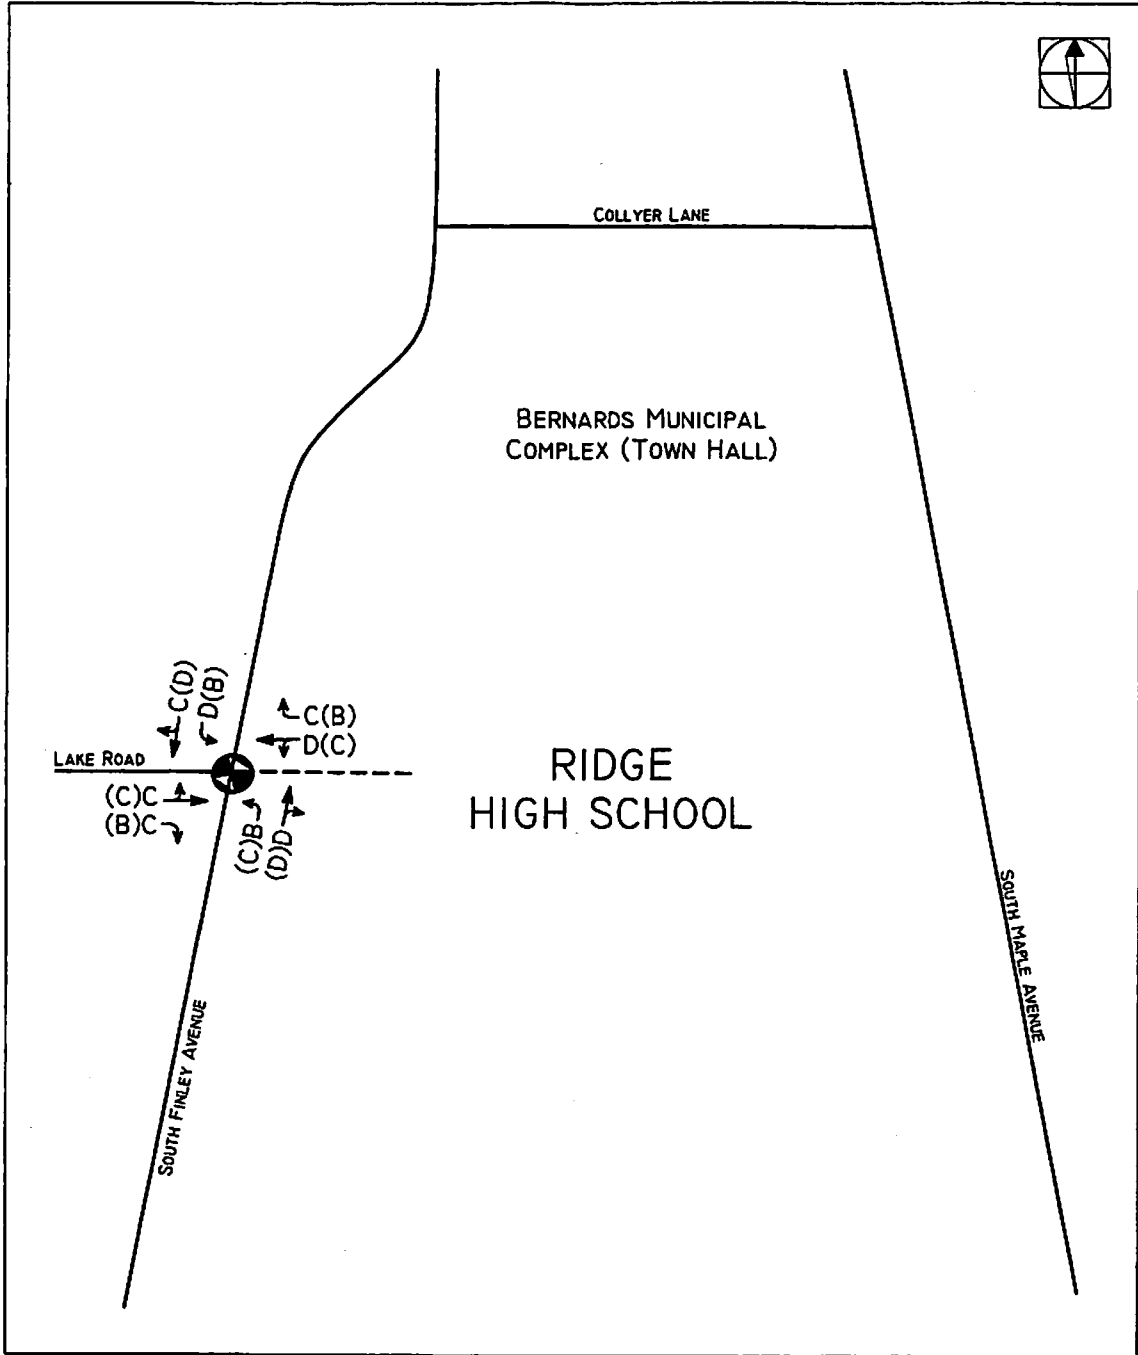 COLLYER LANE
BERNARDS MUNICIPAL
COMPLEX (TOWN HALL)
C(D)
D(B)
C(B)
D(C)
LAKE ROAD
(C)C
(B)C
(C)B
(D)D
RIDGE
HIGH SCHOOL
SOUTH MAPLE AVENUE
SOUTH FINLEY AVENUE